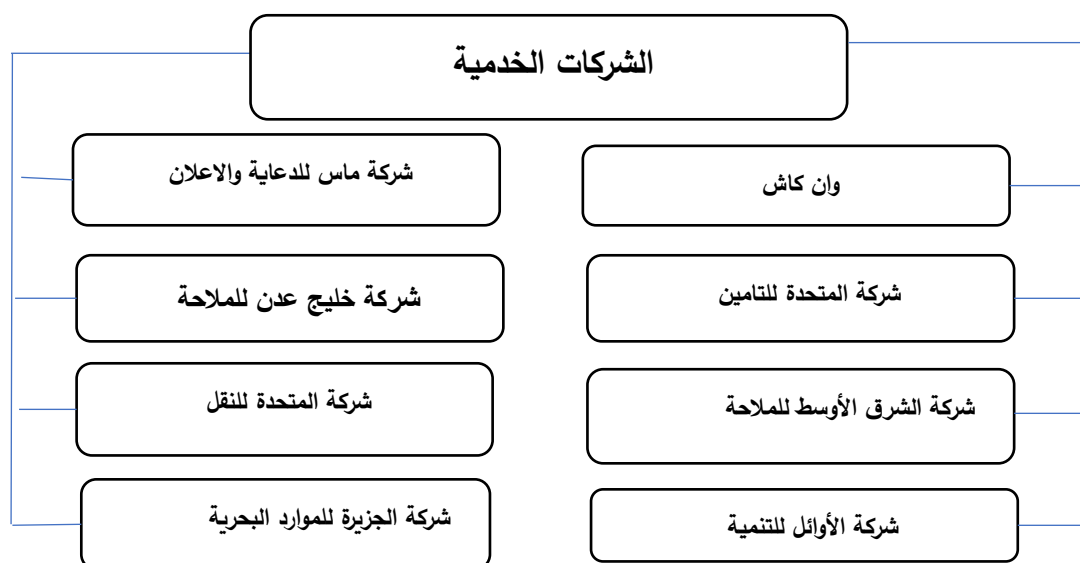 الشركات الخدمية
وان كاش
شركة ماس للدعاية والاعلان
شركة المتحدة للتامين
شركة خليج عدن للملاحة
شركة الشرق الأوسط للملاحة
شركة المتحدة للنقل
شركة الأوائل للتنمية
شركة الجزيرة للموارد البحرية